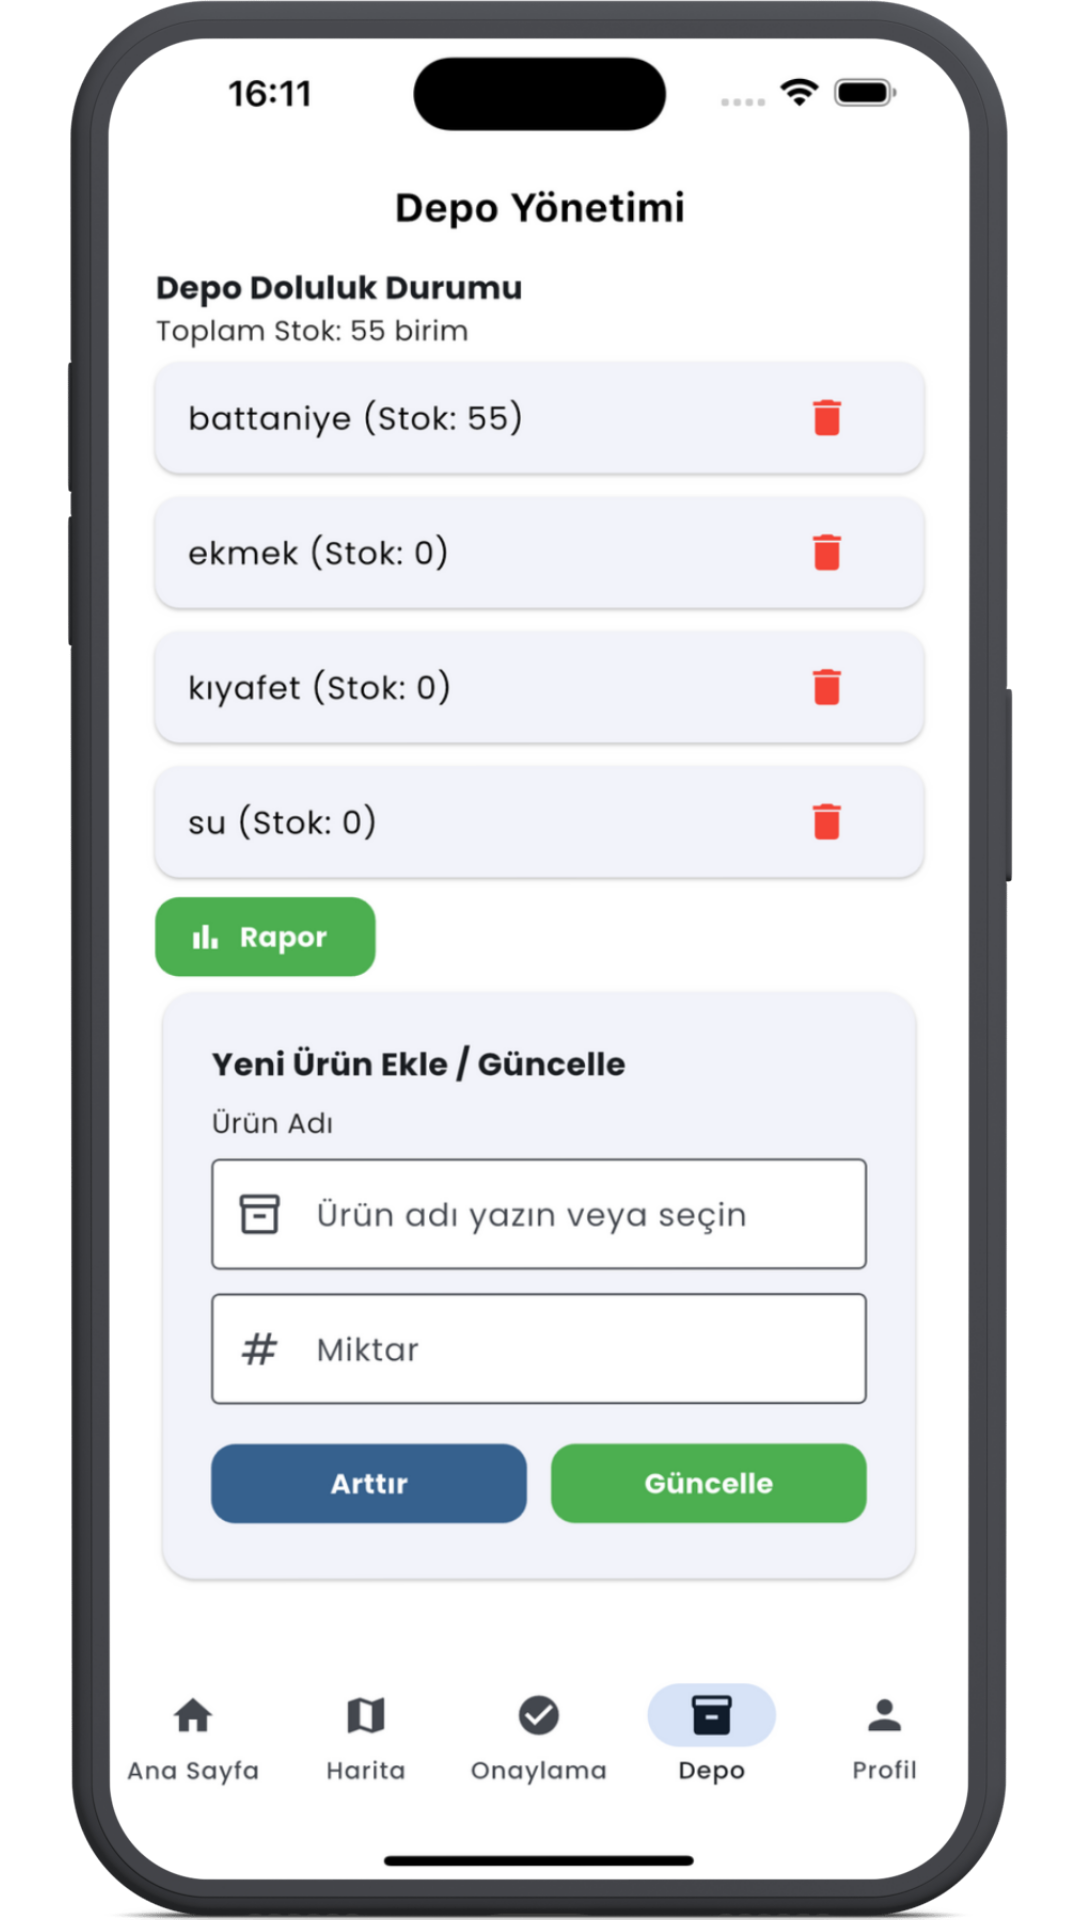 16:11
Depo Yönetimi
Depo Doluluk Durumu
Toplam Stok: 55 birim
battaniye (Stok: 55)
ekmek (Stok: 0)
kıyafet (Stok: 0)
su (Stok: 0)
Rapor
Yeni Ürün Ekle / Güncelle
Ürün Adı
Ürün adı yazın veya seçin
# Miktar
Arttır Güncelle
Ana Sayfa Harita Onaylama Depo Profil